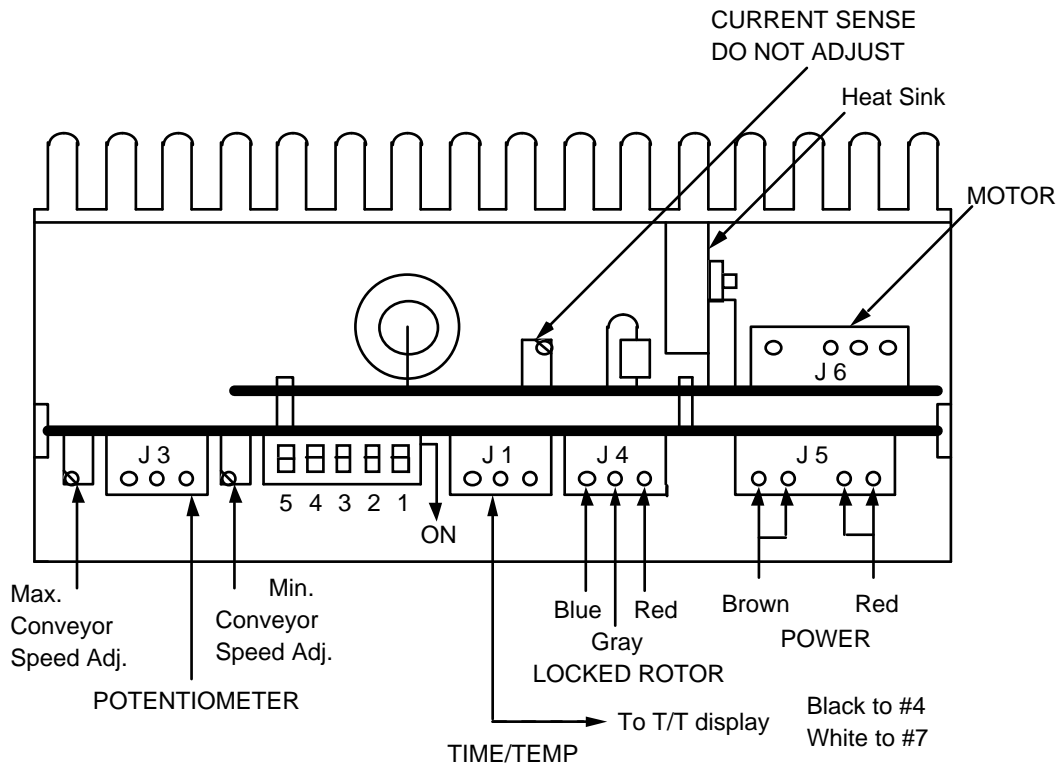 CURRENT SENSE
DO NOT ADJUST
Heat Sink
MOTOR
J 6
J 3
J 1
J 4
J 5
5 4 3 2 1
ON
Max.
Conveyor
Speed Adj.
Min.
Conveyor
Speed Adj.
Blue
Gray
Red
LOCKED ROTOR
Brown
Red
POWER
POTENTIOMETER
To T/T display
TIME/TEMP
Black to #4
White to #7